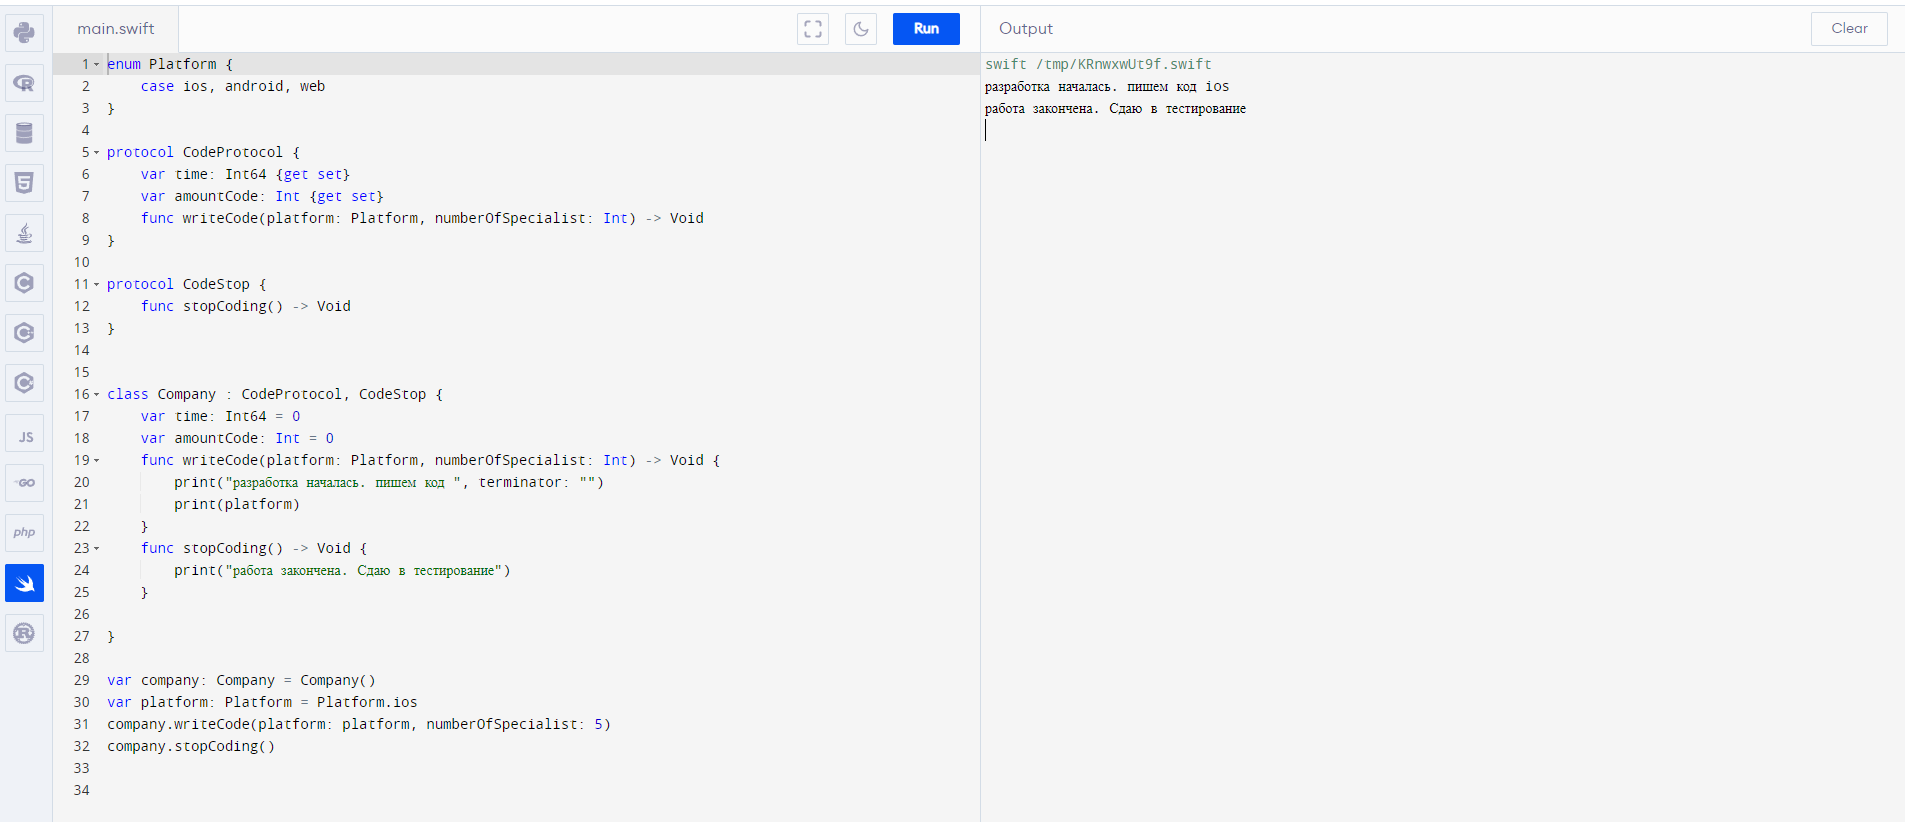 main.swift
Run
Output
Clear
1 enum Platform {
2     case ios, android, web
3 }
4
5 protocol CodeProtocol {
6     var time: Int64 {get set}
7     var amountCode: Int {get set}
8     func writeCode(platform: Platform, numberOfSpecialist: Int) -> Void
9 }
10
11 protocol CodeStop {
12     func stopCoding() -> Void
13 }
14
15
16 class Company : CodeProtocol, CodeStop {
17     var time: Int64 = 0
18     var amountCode: Int = 0
19     func writeCode(platform: Platform, numberOfSpecialist: Int) -> Void {
20         print("разработка началась. пишем код ", terminator: "")
21         print(platform)
22     }
23     func stopCoding() -> Void {
24         print("работа закончена. Сдаю в тестирование")
25     }
26
27 }
28
29 var company: Company = Company()
30 var platform: Platform = Platform.ios
31 company.writeCode(platform: platform, numberOfSpecialist: 5)
32 company.stopCoding()
33
34
swift /tmp/KRnwxwUt9f.swift
разработка началась. пишем код ios
работа закончена. Сдаю в тестирование
R
5
C
C
C
JS
GO
php
R